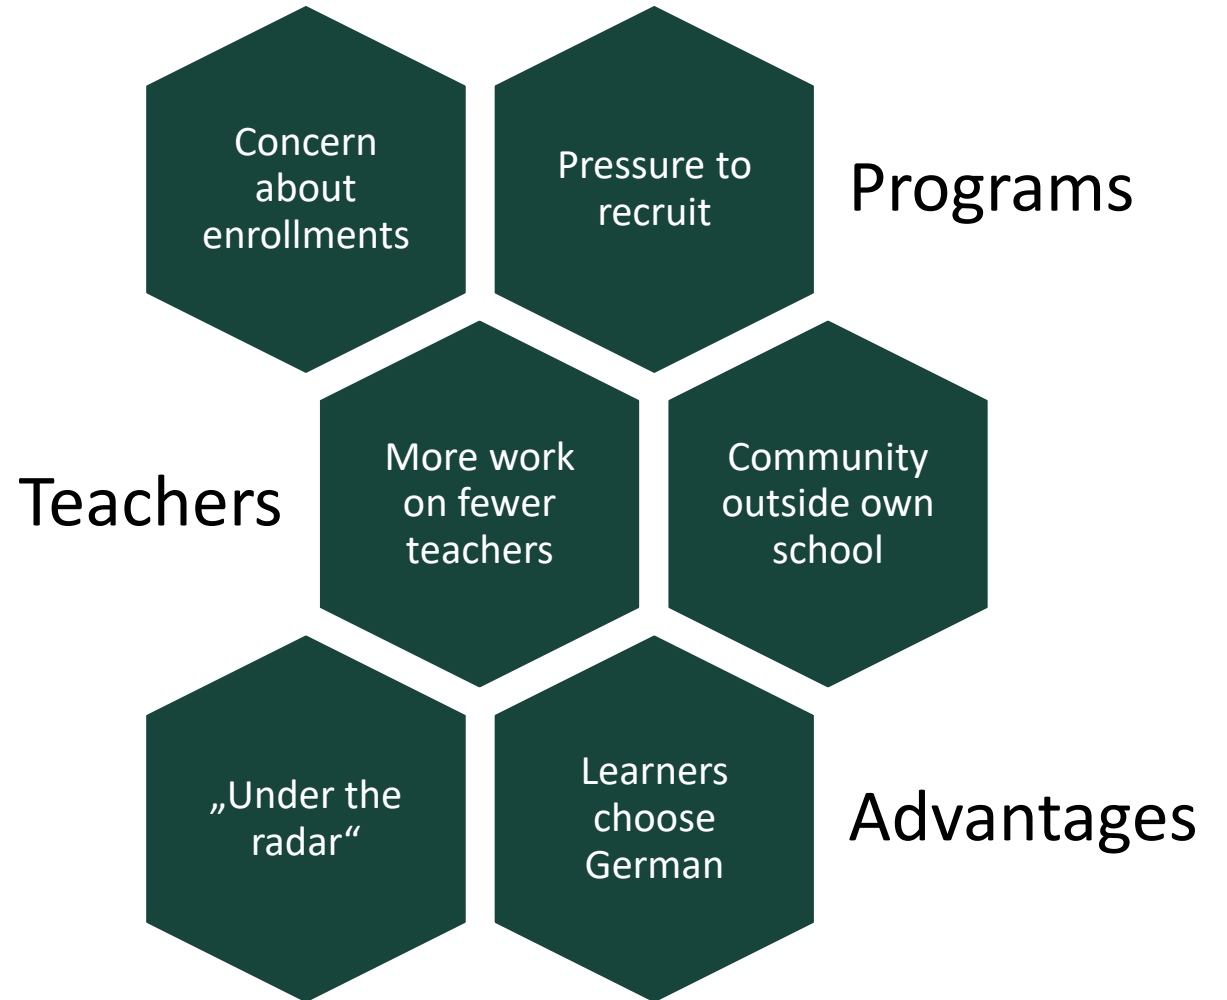 Concern
about
enrollments
Pressure to
recruit
Programs
Teachers
More work
on fewer
teachers
Community
outside own
school
„Under the
radar“
Learners
choose
German
Advantages